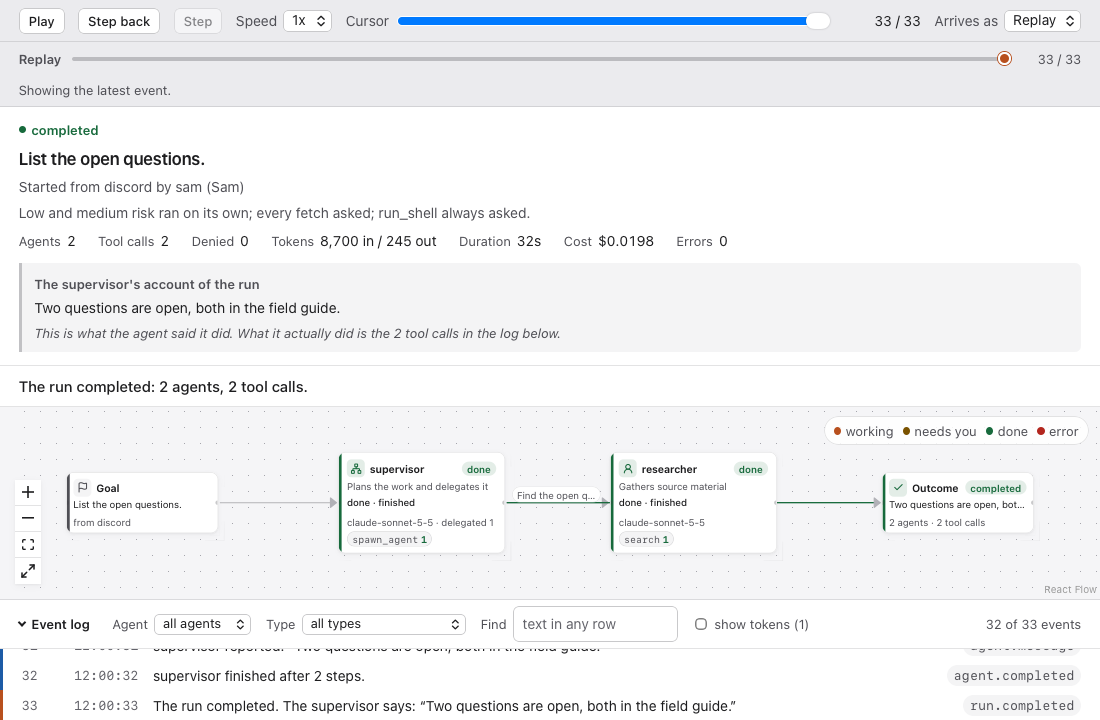 Play Step back Step Speed 1x Cursor 33 / 33 Arrives as Replay
Replay 33 / 33
Showing the latest event.
completed
List the open questions.
Started from discord by sam (Sam)
Low and medium risk ran on its own; every fetch asked; run_shell always asked.
Agents 2 Tool calls 2 Denied 0 Tokens 8,700 in / 245 out Duration 32s Cost $0.0198 Errors 0
The supervisor's account of the run
Two questions are open, both in the field guide.
This is what the agent said it did. What it actually did is the 2 tool calls in the log below.
The run completed: 2 agents, 2 tool calls.
working needs you done error
Goal
List the open questions.
from discord
supervisor done
Plans the work and delegates it
done · finished
claude-sonnet-5-5 · delegated 1
spawn_agent 1
Find the open q...
researcher done
Gathers source material
done · finished
claude-sonnet-5-5
search 1
Outcome completed
Two questions are open, bot...
2 agents · 2 tool calls
React Flow
Event log Agent all agents Type all types Find text in any row show tokens (1) 32 of 33 events
32 12:00:32 supervisor finished after 2 steps. agent.completed
33 12:00:33 The run completed. The supervisor says: “Two questions are open, both in the field guide.” run.completed